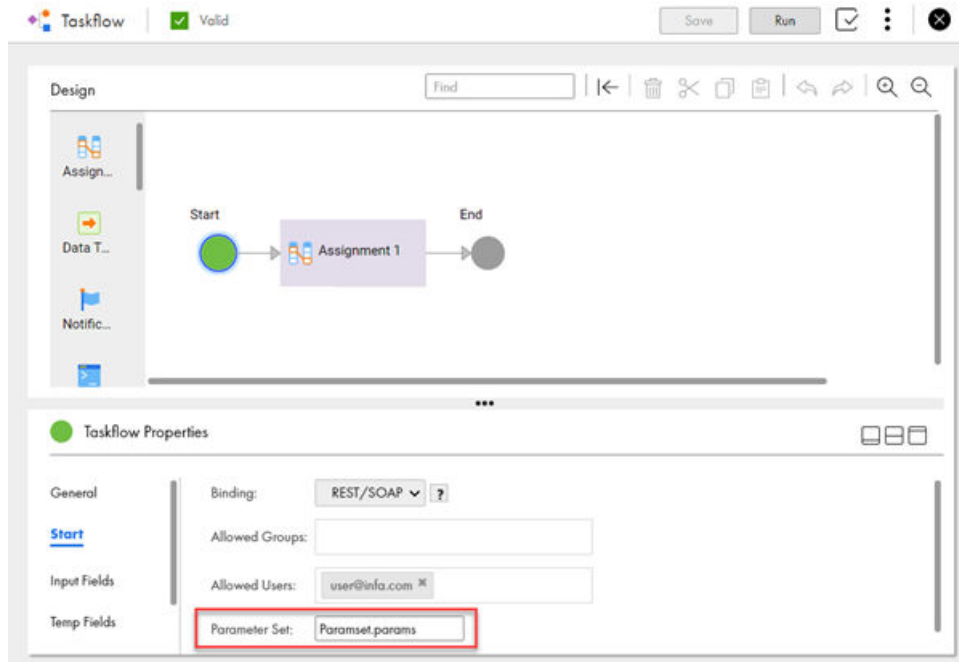 Taskflow Valid Save Run
Design Find
Assign...
Data T...
Notific...
Start End
Assignment 1
Taskflow Properties
General
Start
Input Fields
Temp Fields
Binding: REST/SOAP ?
Allowed Groups:
Allowed Users: user@infa.com ×
Parameter Set: Paramset.params